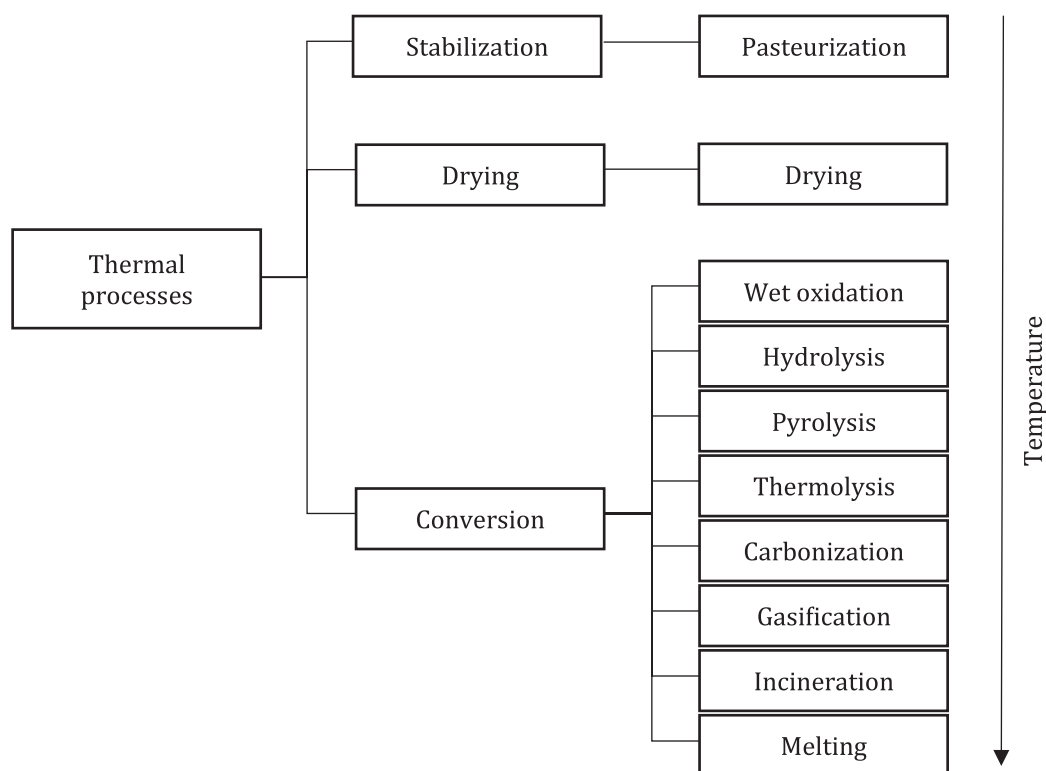 Stabilization
Pasteurization
Drying
Drying
Thermal
processes
Wet oxidation
Hydrolysis
Pyrolysis
Thermolysis
Conversion
Carbonization
Gasification
Incineration
Melting
Temperature